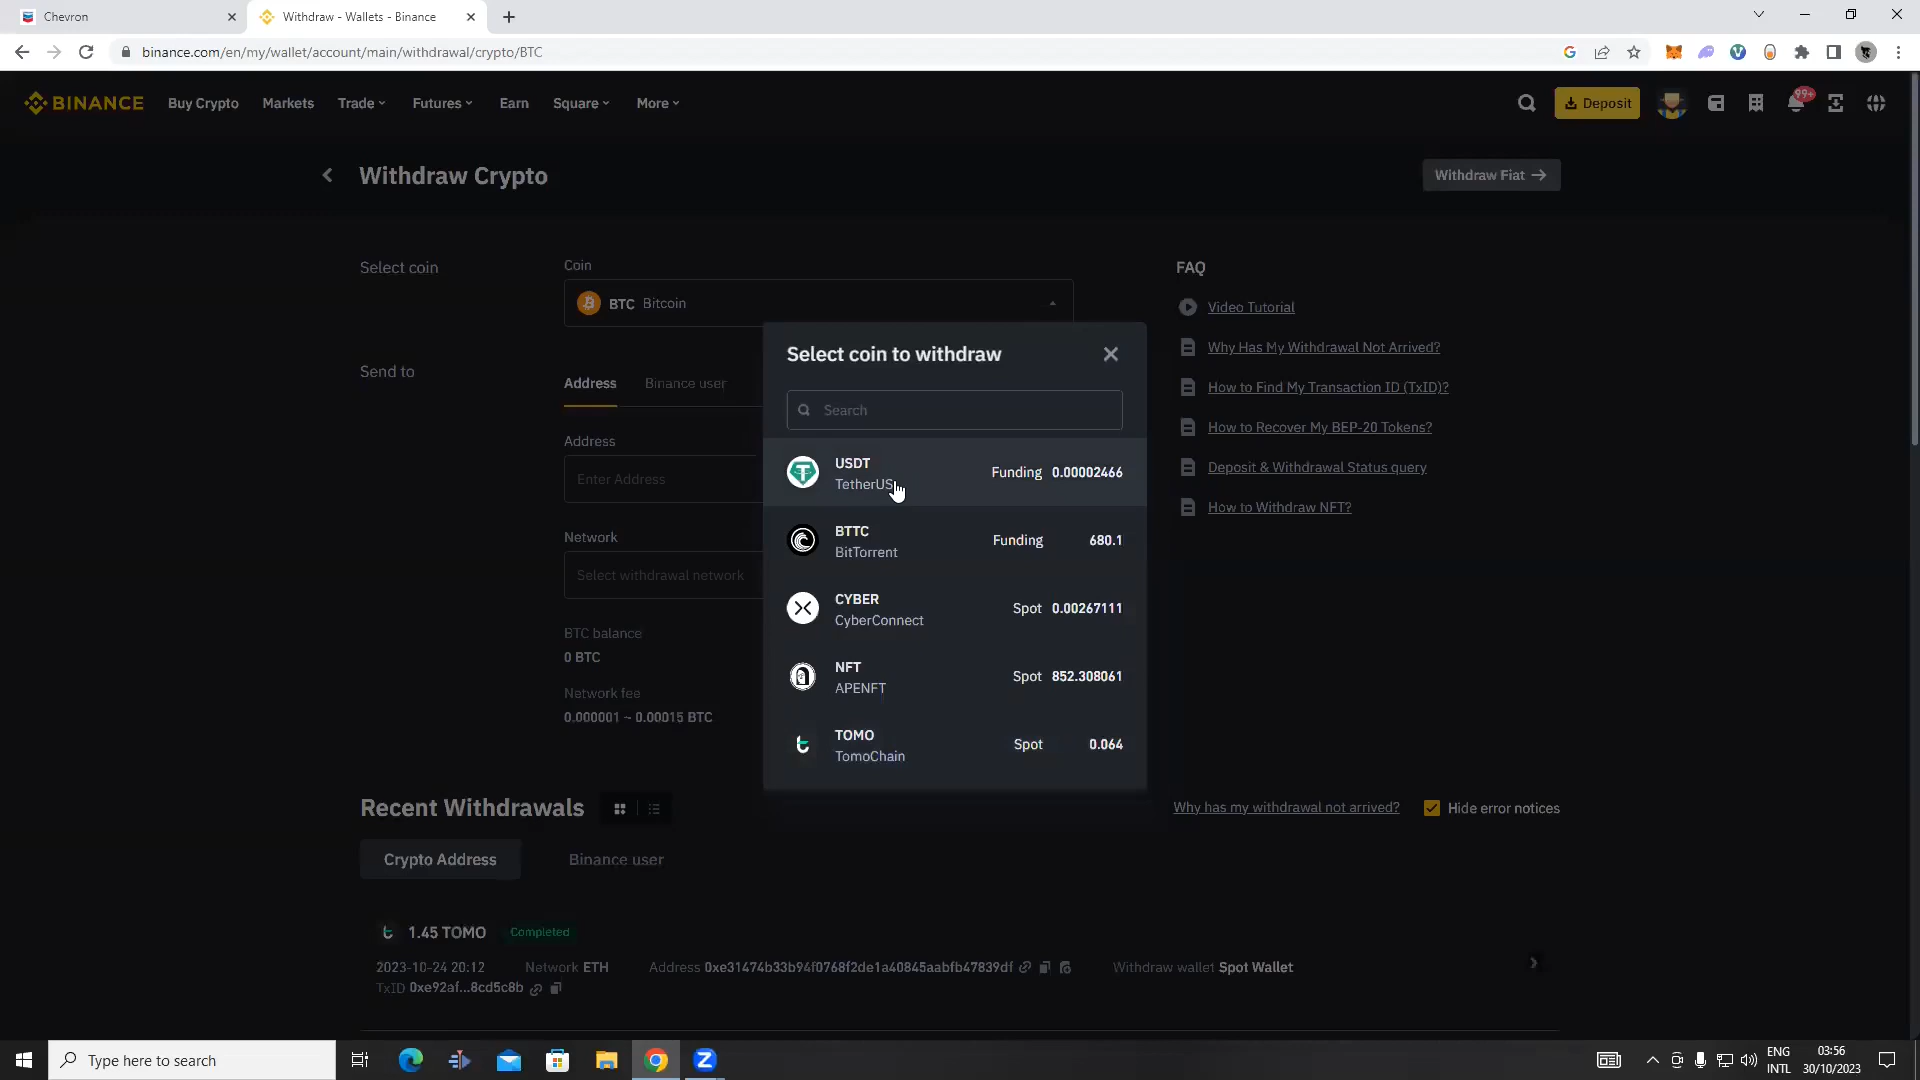 Chevron
Withdraw - Wallets - Binance
binance.com/en/my/wallet/account/main/withdrawal/crypto/BTC
BINANCE Buy Crypto Markets Trade Futures Earn Square More Deposit 99+
Withdraw Crypto
Withdraw Fiat →
Select coin
Coin
BTC Bitcoin
FAQ
Video Tutorial
Why Has My Withdrawal Not Arrived?
How to Find My Transaction ID (TxID)?
How to Recover My BEP-20 Tokens?
Deposit & Withdrawal Status query
How to Withdraw NFT?
Send to
Address Binance user
Address
Enter Address
Network
Select withdrawal network
BTC balance
0 BTC
Network fee
0.000001 ~ 0.00015 BTC
Select coin to withdraw
Search
USDT
TetherUS
Funding 0.00002466
BTTC
BitTorrent
Funding 680.1
CYBER
CyberConnect
Spot 0.00267111
NFT
APENFT
Spot 852.308061
TOMO
TomoChain
Spot 0.064
Recent Withdrawals
Why has my withdrawal not arrived?
Hide error notices
Crypto Address Binance user
1.45 TOMO Completed
2023-10-24 20:12 Network ETH Address 0xe31474b33b94f0768f2de1a40845aabfb47839df Withdraw wallet Spot Wallet
TxID 0xe92af...8cd5c8b
Type here to search
ENG
INTL
03:56
30/10/2023